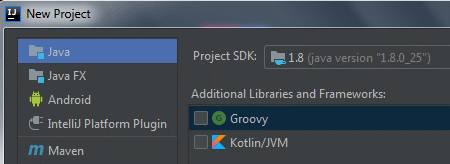 New Project
Java
Java FX
Android
IntelliJ Platform Plugin
Maven
Project SDK: 1.8 (java version "1.8.0_25")
Additional Libraries and Frameworks:
Groovy
Kotlin/JVM